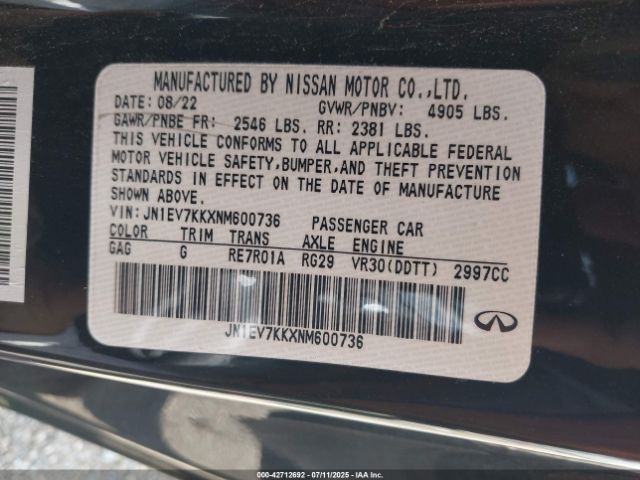 MANUFACTURED BY NISSAN MOTOR CO.,LTD.
DATE: 08/22 GVWR/PNBV: 4905 LBS.
GAWR/PNBE FR: 2546 LBS. RR: 2381 LBS.
THIS VEHICLE CONFORMS TO ALL APPLICABLE FEDERAL
MOTOR VEHICLE SAFETY,BUMPER,AND THEFT PREVENTION
STANDARDS IN EFFECT ON THE DATE OF MANUFACTURE
SHOWN ABOVE.
VIN:JN1EV7KKXNM600736 PASSENGER CAR
COLOR TRIM TRANS AXLE ENGINE
GAG G RE7R01A RG29 VR30(DDTT) 2997CC
JN1EV7KKXNM600736
000-42712692 - 07/11/2025 - IAA Inc.